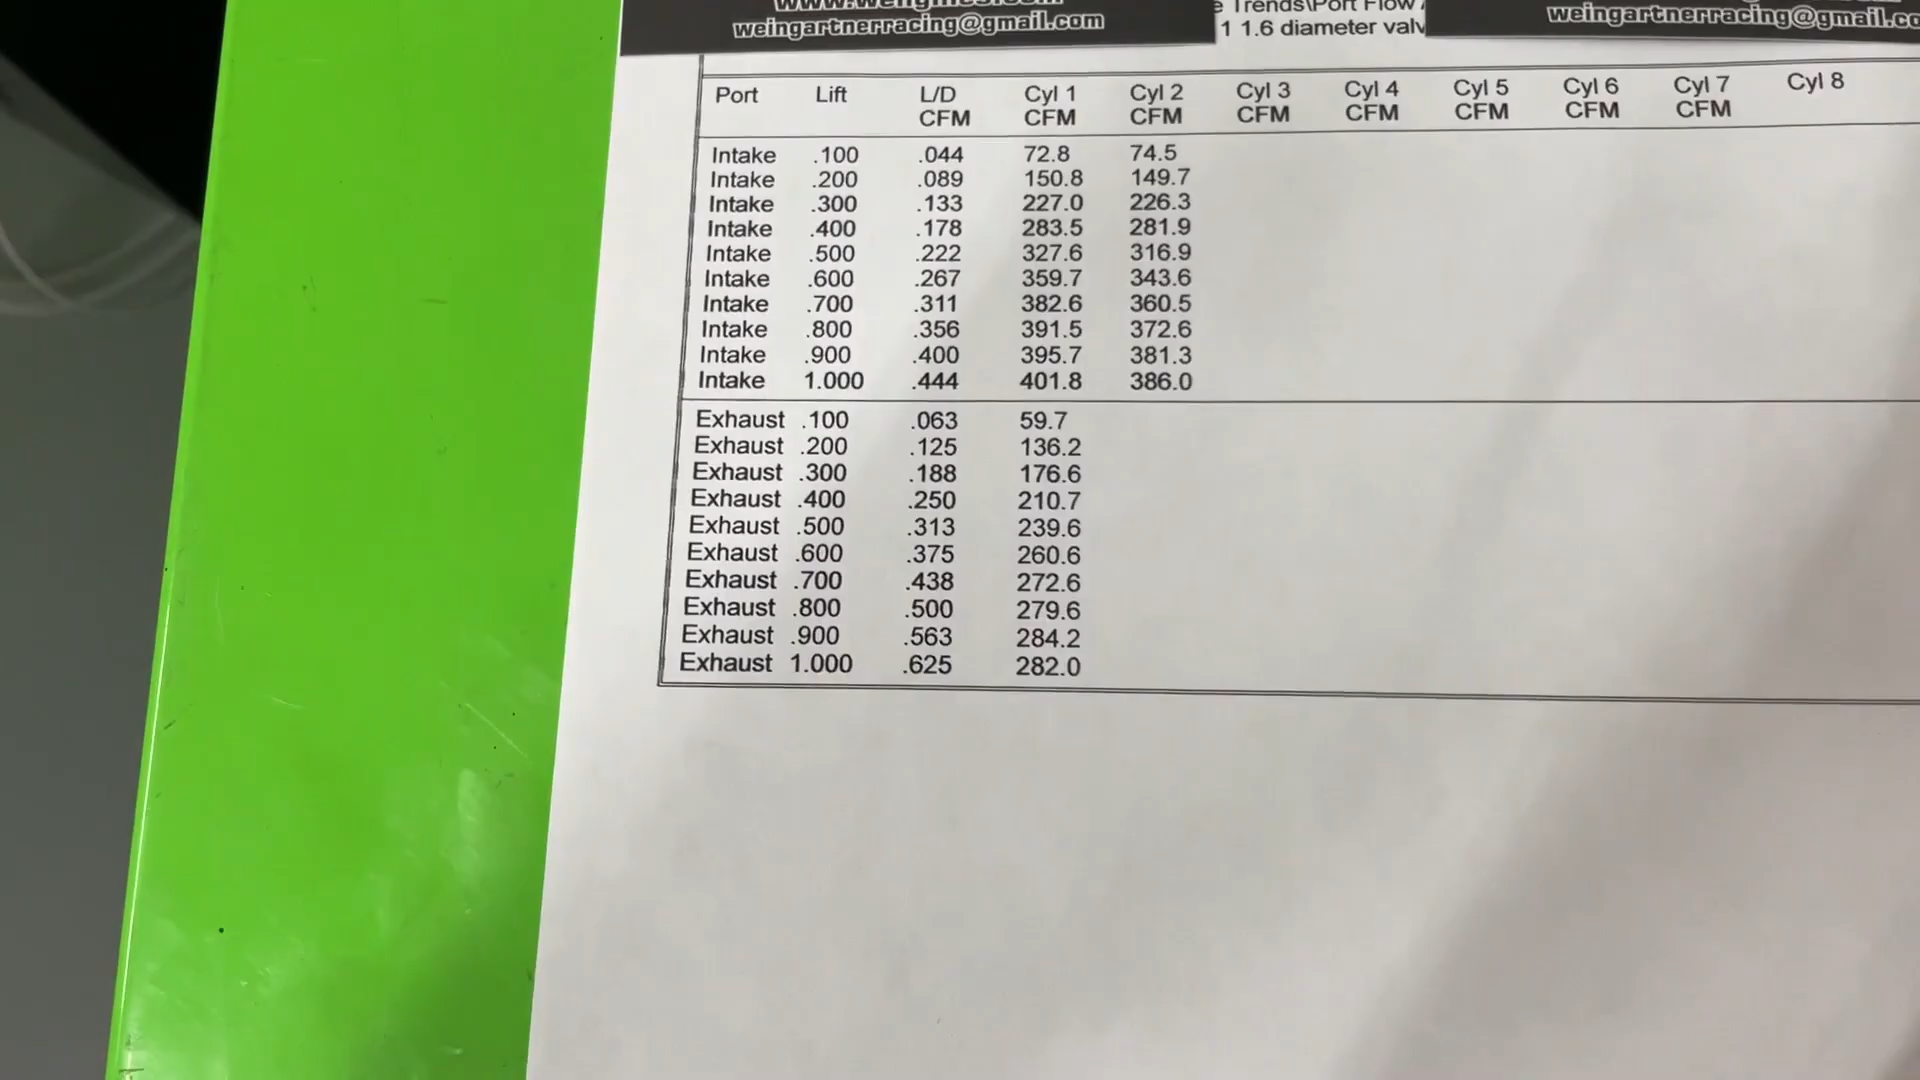 weingartnerracing@gmail.com
Trends\Port Flow
1 1.6 diameter valv
weingartnerracing@gmail.co
Port Lift L/D Cyl 1 Cyl 2 Cyl 3 Cyl 4 Cyl 5 Cyl 6 Cyl 7 Cyl 8
CFM CFM CFM CFM CFM CFM CFM CFM
Intake .100 .044 72.8 74.5
Intake .200 .089 150.8 149.7
Intake .300 .133 227.0 226.3
Intake .400 .178 283.5 281.9
Intake .500 .222 327.6 316.9
Intake .600 .267 359.7 343.6
Intake .700 .311 382.6 360.5
Intake .800 .356 391.5 372.6
Intake .900 .400 395.7 381.3
Intake 1.000 .444 401.8 386.0
Exhaust .100 .063 59.7
Exhaust .200 .125 136.2
Exhaust .300 .188 176.6
Exhaust .400 .250 210.7
Exhaust .500 .313 239.6
Exhaust .600 .375 260.6
Exhaust .700 .438 272.6
Exhaust .800 .500 279.6
Exhaust .900 .563 284.2
Exhaust 1.000 .625 282.0